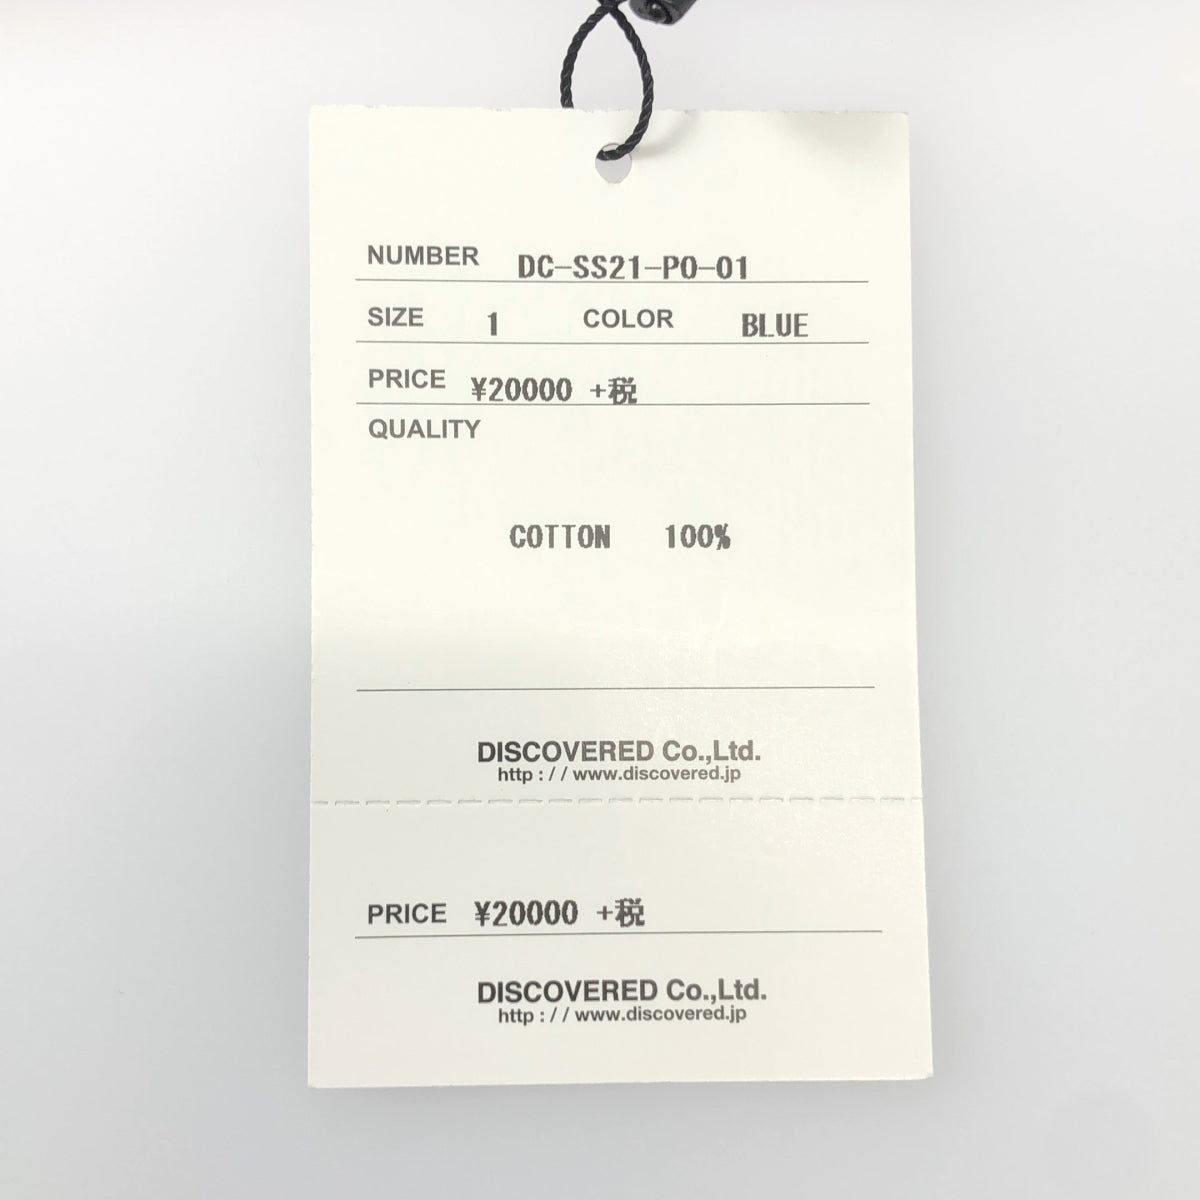 NUMBER DC-SS21-PO-01
SIZE 1 COLOR BLUE
PRICE ¥20000 +税
QUALITY
COTTON 100%
DISCOVERED Co.,Ltd.
http : / / www.discovered.jp
PRICE ¥20000 +税
DISCOVERED Co.,Ltd.
http : / / www.discovered.jp